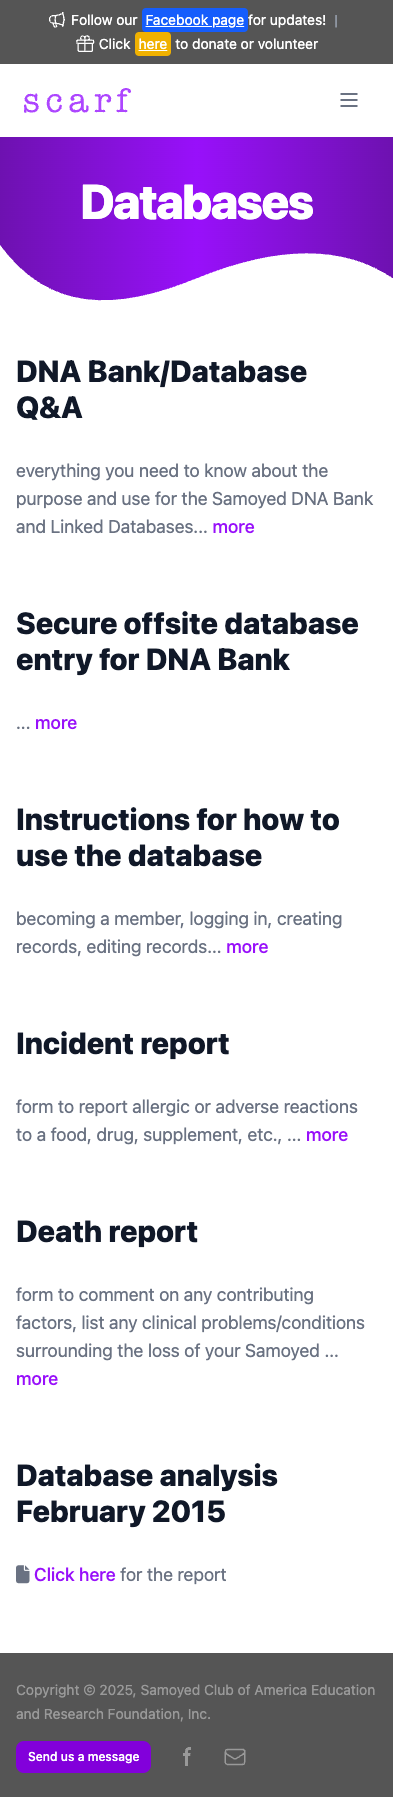 Follow our Facebook page for updates! |
Click here to donate or volunteer
scarf
Databases
DNA Bank/Database
Q&A
everything you need to know about the
purpose and use for the Samoyed DNA Bank
and Linked Databases... more
Secure offsite database
entry for DNA Bank
... more
Instructions for how to
use the database
becoming a member, logging in, creating
records, editing records... more
Incident report
form to report allergic or adverse reactions
to a food, drug, supplement, etc., ... more
Death report
form to comment on any contributing
factors, list any clinical problems/conditions
surrounding the loss of your Samoyed ...
more
Database analysis
February 2015
Click here for the report
Copyright © 2025, Samoyed Club of America Education
and Research Foundation, Inc.
Send us a message